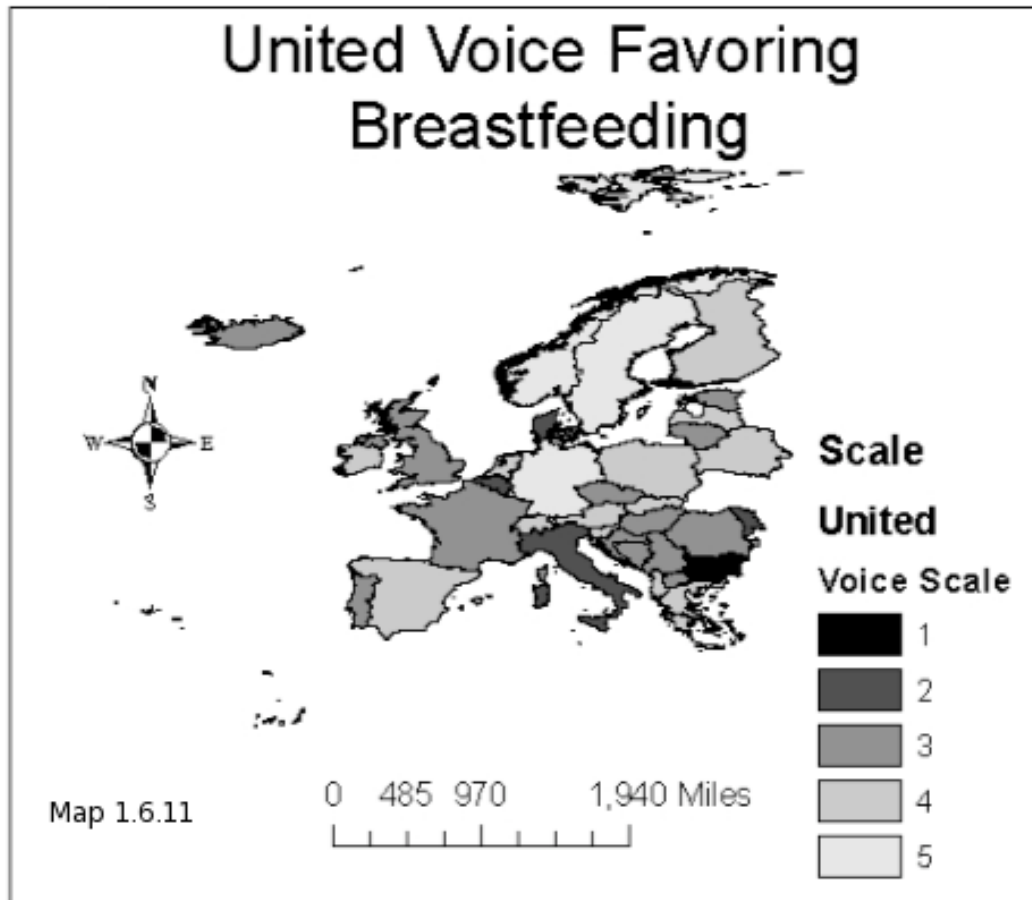 United Voice Favoring
Breastfeeding
N
W E
S
Scale
United
Voice Scale
1
2
3
4
5
0 485 970 1,940 Miles
Map 1.6.11